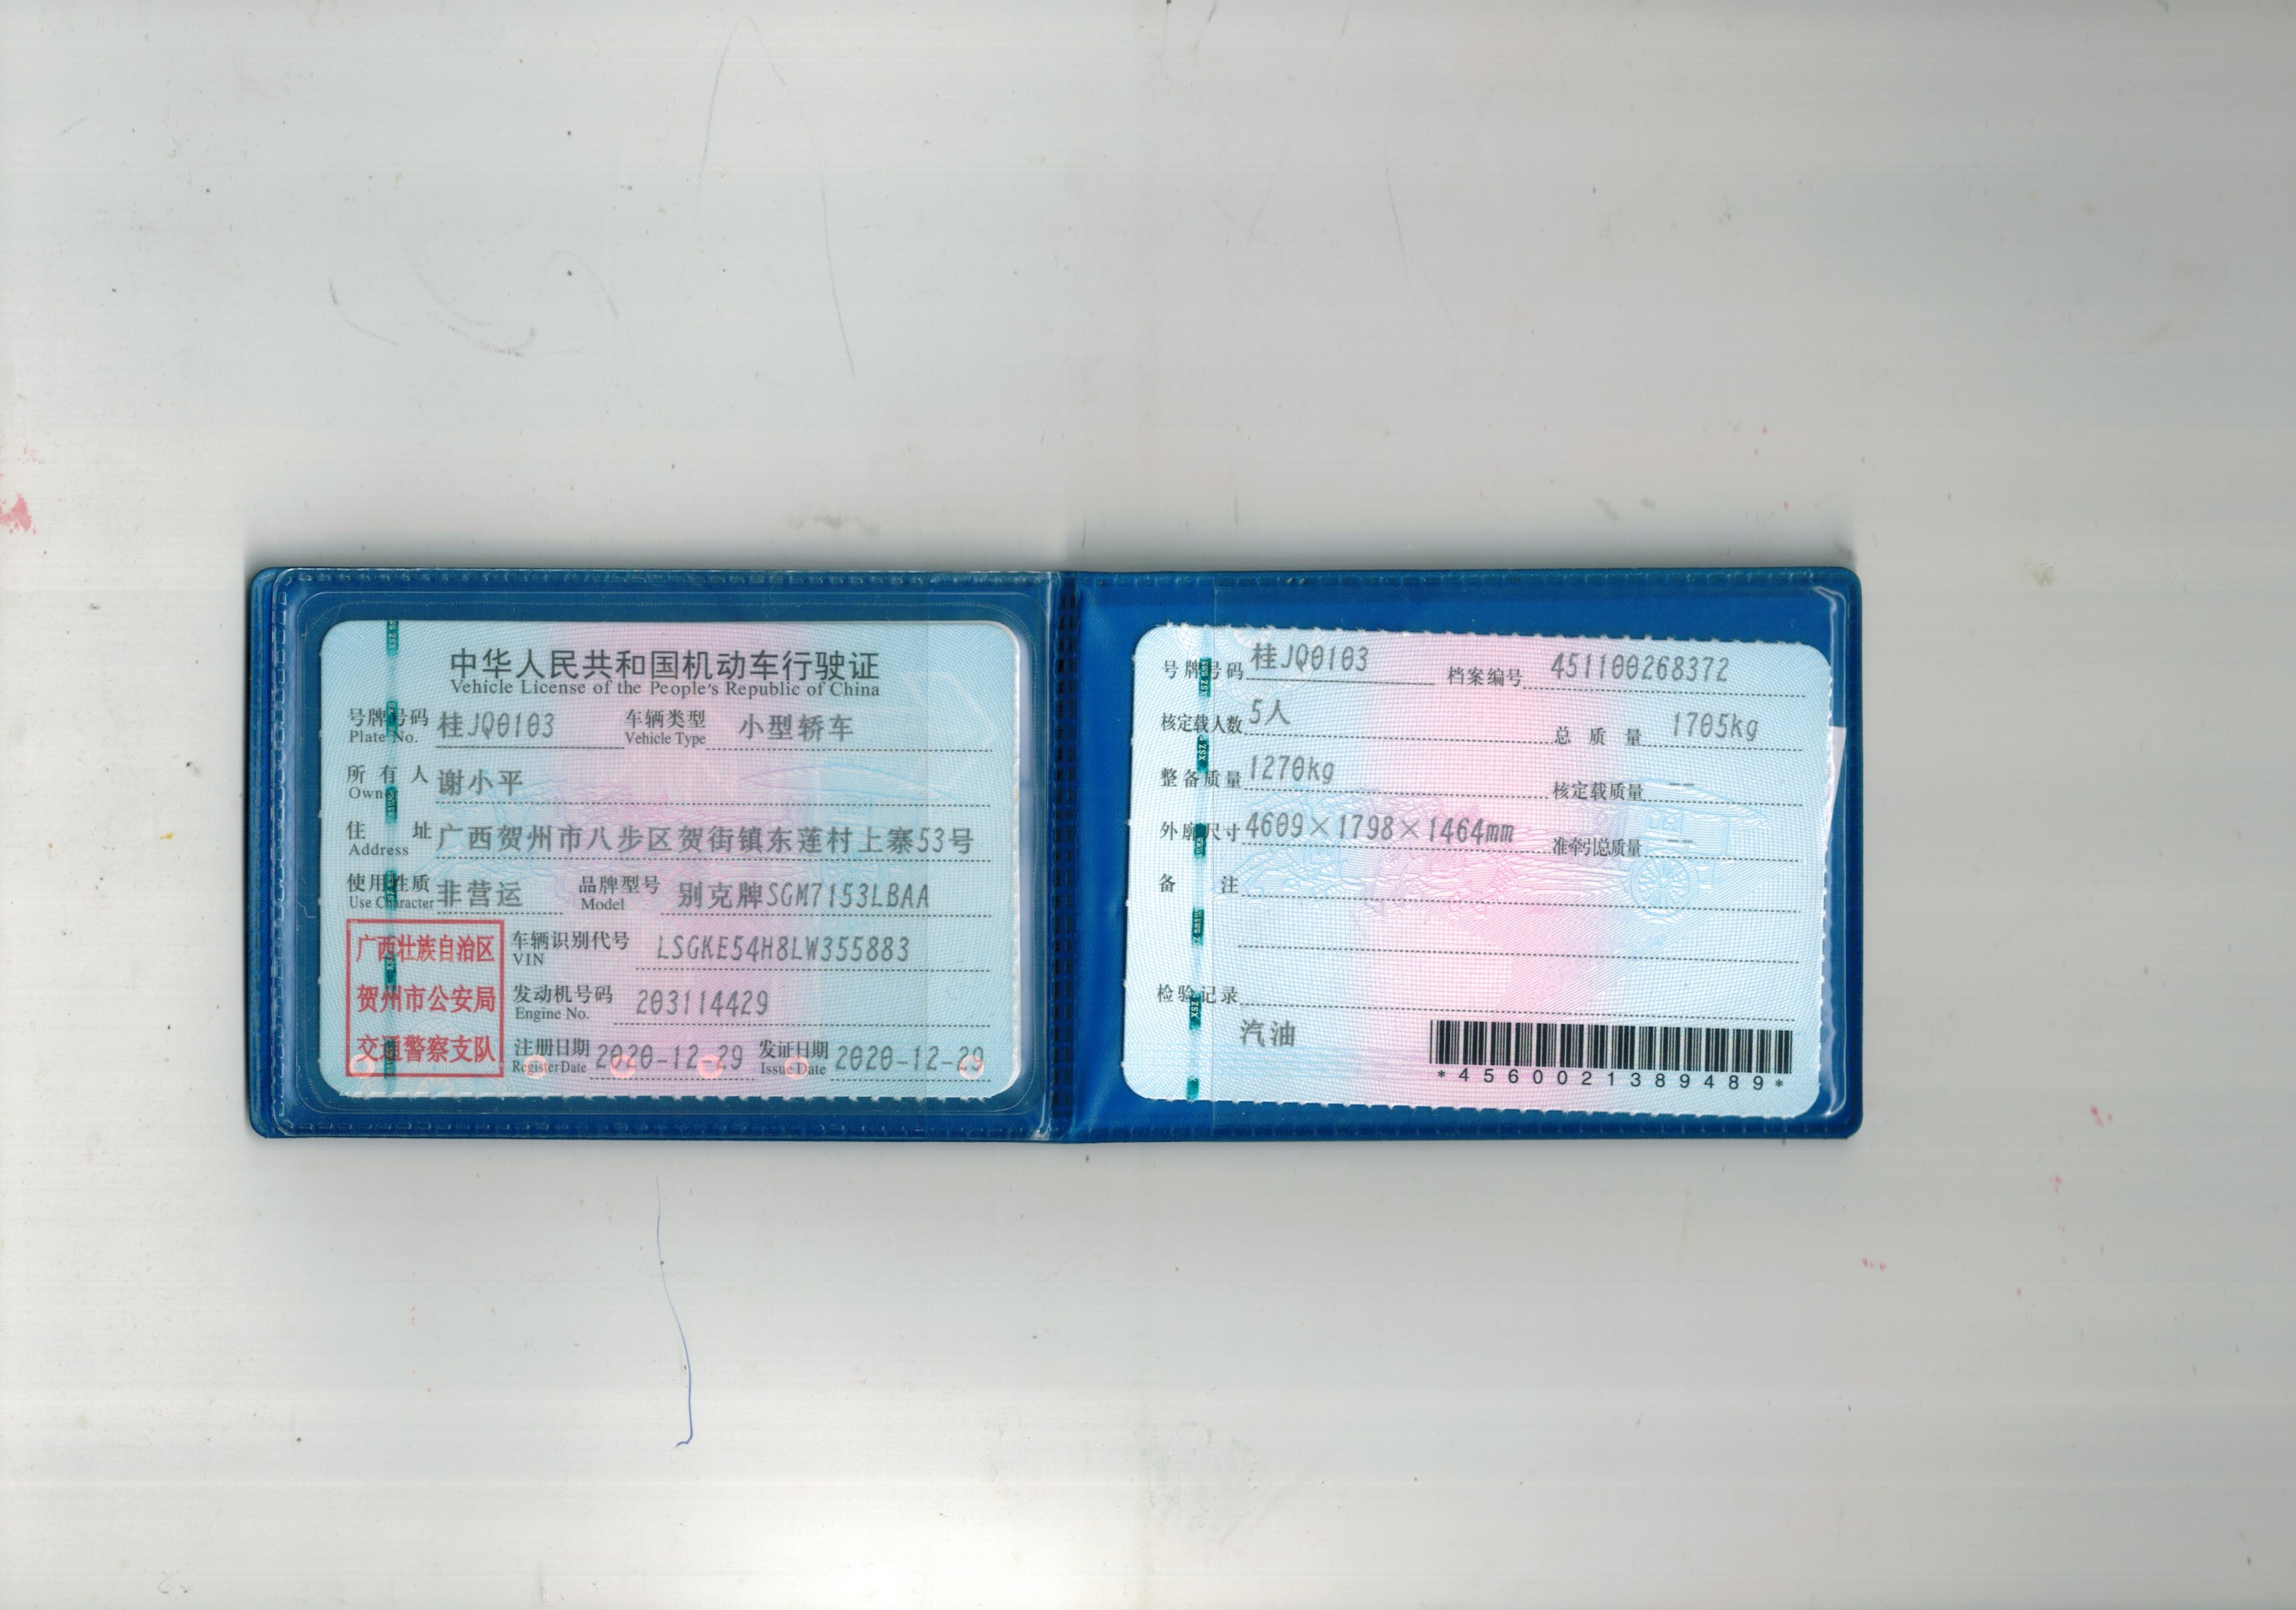 中华人民共和国机动车行驶证
Vehicle License of the People's Republic of China
号牌号码 桂JQ0103 车辆类型 小型轿车
Plate No. Vehicle Type
所有人 谢小平
Owner
住址 广西贺州市八步区贺街镇东莲村上寨53号
Address
使用性质 非营运 品牌型号 别克牌SGM7153LBAA
Use Character Model
广西壮族自治区
贺州市公安局
交通警察支队
车辆识别代号 LSGKE54H8LW355883
VIN
发动机号码 203114429
Engine No.
注册日期 2020-12-29 发证日期 2020-12-29
Register Date Issue Date
号牌号码 桂JQ0103 档案编号 451100268372
核定载人数 5人 总质量 1705kg
整备质量 1270kg 核定载质量 --
外廓尺寸 4609×1798×1464mm 准牵引总质量 --
备注
检验记录
汽油
*4560021389489*